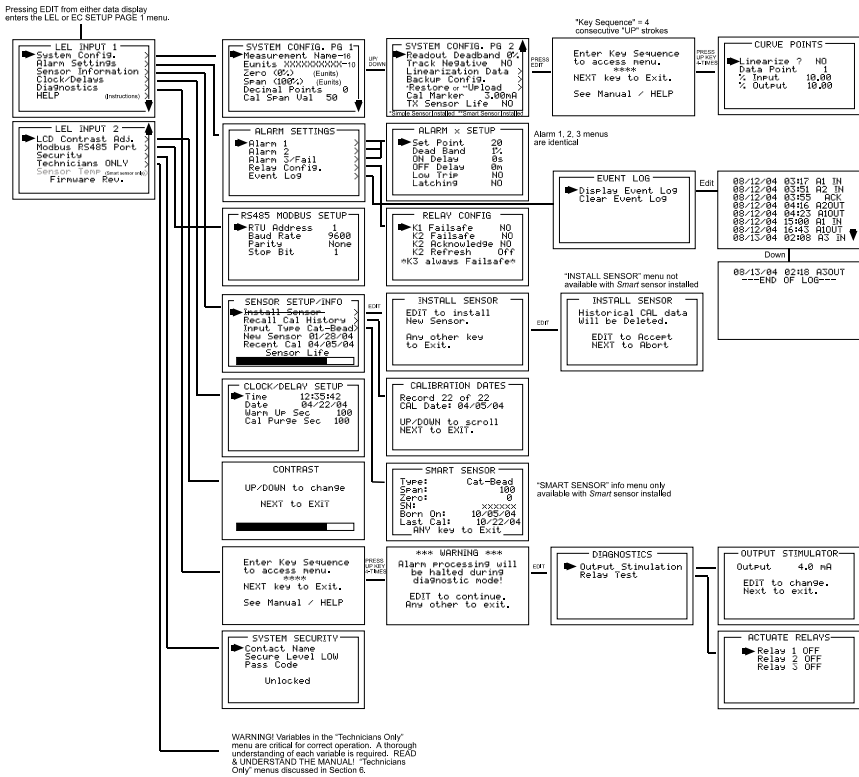 Pressing EDIT from either data display
enters the LEL or EC SETUP PAGE 1 menu.
LEL INPUT 1
System Config. >
Alarm Settings >
Sensor Information >
Clock/Delays >
Diagnostics >
HELP (Instructions) >
LEL INPUT 2
LCD Contrast Adj. >
Modbus RS485 Port >
Security >
Technicians ONLY >
Sensor Temp (Smart sensor only)
Firmware Rev.
SYSTEM CONFIG. PG 1
Measurement Name-16
Eunits XXXXXXXXXX-10
Zero (0%) (Eunits)
Span (100%) (Eunits)
Decimal Points 0
Cal Span Val 50
UP/
DOWN
SYSTEM CONFIG. PG 2
Readout Deadband 0%
Track Negative NO
Linearization Data >
Backup Config. >
*Restore or **Upload >
Cal Marker 3.00mA
TX Sensor Life NO
*Simple Sensor Installed **Smart Sensor Installed
PRESS
EDIT
"Key Sequence" = 4
consecutive "UP" strokes
Enter Key Sequence
to access menu.
****
NEXT key to Exit.
See Manual / HELP
PRESS
UP KEY
4-TIMES
CURVE POINTS
Linearize ? NO
Data Point 1
% Input 10.00
% Output 10.00
ALARM SETTINGS
Alarm 1 >
Alarm 2 >
Alarm 3/Fail >
Relay Config. >
Event Log >
ALARM x SETUP
Set Point 20
Dead Band 1%
ON Delay 0s
OFF Delay 0m
Low Trip NO
Latching NO
Alarm 1, 2, 3 menus
are identical
EVENT LOG
Display Event Log
Clear Event Log
Edit
08/12/04 03:17 A1 IN
08/12/04 03:51 A2 IN
08/12/04 03:55 ACK
08/12/04 04:16 A2OUT
08/12/04 04:23 A1OUT
08/12/04 15:00 A1 IN
08/12/04 16:43 A1OUT
08/13/04 02:08 A3 IN
Down
08/13/04 02:18 A3OUT
---END OF LOG---
RS485 MODBUS SETUP
RTU Address 1
Baud Rate 9600
Parity None
Stop Bit 1
RELAY CONFIG
K1 Failsafe NO
K2 Failsafe NO
K2 Acknowledge NO
K2 Refresh Off
*K3 always Failsafe*
SENSOR SETUP/INFO
Install Sensor >
Recall Cal History >
Input Type Cat-Bead>
New Sensor 01/28/04
Recent Cal 04/05/04
Sensor Life
EDIT
INSTALL SENSOR
EDIT to install
New Sensor.
Any other key
to Exit.
EDIT
"INSTALL SENSOR" menu not
available with Smart sensor installed
INSTALL SENSOR
Historical CAL data
Will be Deleted.
EDIT to Accept
NEXT to Abort
CLOCK/DELAY SETUP
Time 12:35:42
Date 04/22/04
Warm Up Sec 100
Cal Purge Sec 100
CALIBRATION DATES
Record 22 of 22
CAL Date: 04/05/04
UP/DOWN to scroll
NEXT to EXIT.
CONTRAST
UP/DOWN to change
NEXT to EXIT
SMART SENSOR
Type: Cat-Bead
Span: 100
Zero: 0
SN: xxxxxx
Born On: 10/05/04
Last Cal: 10/22/04
ANY key to Exit
"SMART SENSOR" info menu only
available with Smart sensor installed
Enter Key Sequence
to access menu.
****
NEXT key to Exit.
See Manual / HELP
PRESS
UP KEY
4-TIMES
*** WARNING ***
Alarm processing will
be halted during
diagnostic mode!
EDIT to continue.
Any other to exit.
EDIT
DIAGNOSTICS
Output Stimulation
Relay Test
OUTPUT STIMULATOR
Output 4.0 mA
EDIT to change.
Next to exit.
ACTUATE RELAYS
Relay 1 OFF
Relay 2 OFF
Relay 3 OFF
SYSTEM SECURITY
Contact Name
Secure Level LOW
Pass Code
Unlocked
WARNING! Variables in the "Technicians Only"
menu are critical for correct operation. A thorough
understanding of each variable is required. READ
& UNDERSTAND THE MANUAL! "Technicians
Only" menus discussed in Section 6.